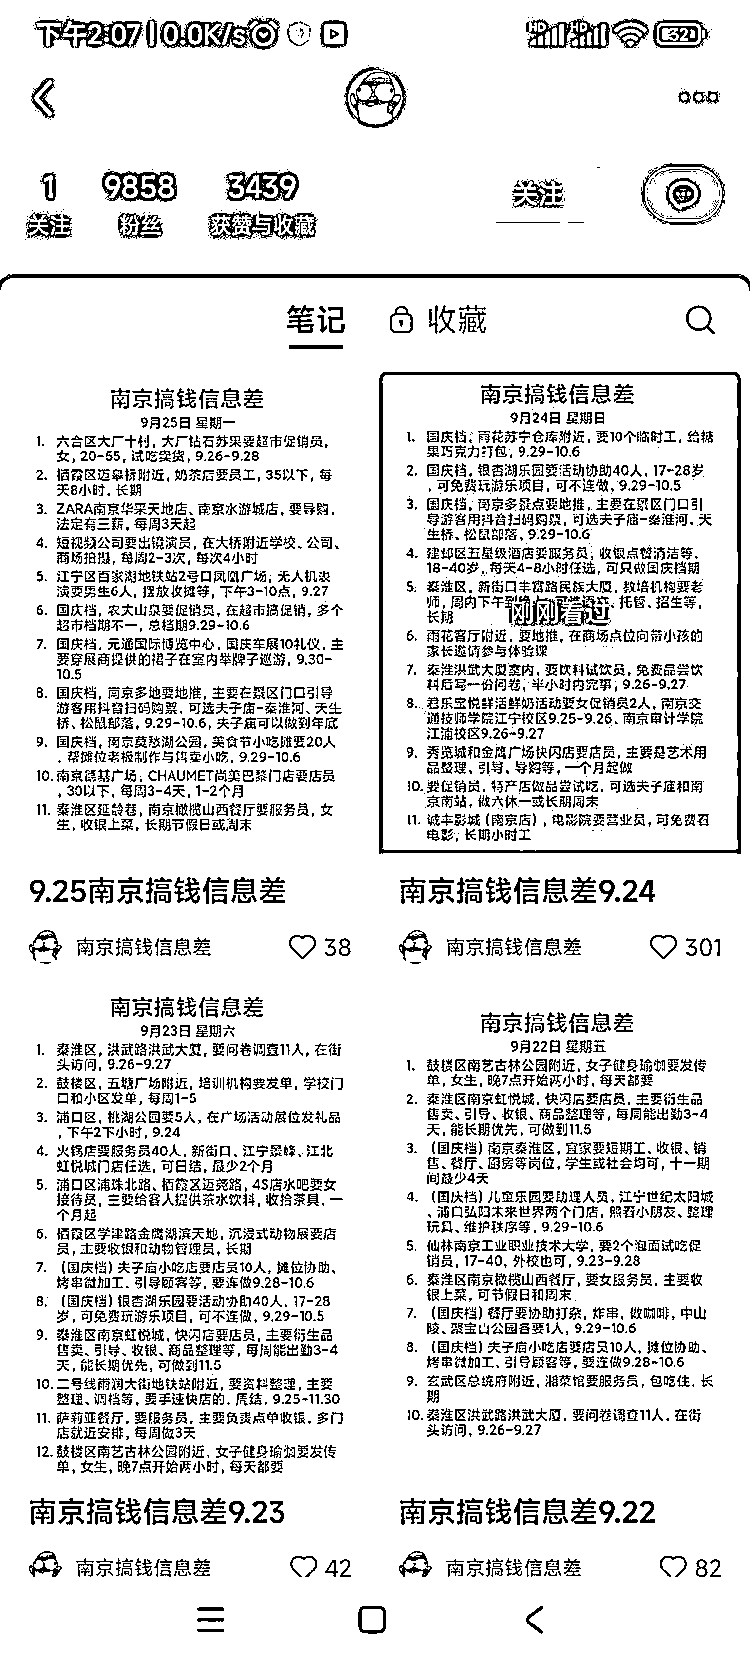 下午2:07 | 0.0K/s
HD HD 32
1 9858 3439
关注 粉丝 获赞与收藏
关注
笔记 收藏
南京搞钱信息差
9月25日 星期一
1. 六合区大厂十村，大厂钻石苏果要超市促销员，
女，20-55，试吃卖货，9.26-9.28
2. 栖霞区迈皋桥附近，奶茶店要员工，35以下，每
天8小时，长期
3. ZARA南京华采天地店、南京水游城店，要导购，
法定有三薪，每周3天起
4. 短视频公司要出镜演员，在大桥附近学校、公司、
商场拍摄，每周2-3次，每次4小时
5. 江宁区百家湖地铁站2号口凤凰广场，无人机表
演要男生6人，摆放收摊等，下午3-10点，9.27
6. 国庆档，农夫山泉要促销员，在超市搞促销，多个
超市档期不一，总档期9.29-10.6
7. 国庆档，元通国际博览中心，国庆车展10礼仪，主
要穿展商提供的裙子在室内举牌子巡游，9.30-
10.5
8. 国庆档，南京多地要地推，主要在景区门口引导
游客用抖音扫码购票，可选夫子庙-秦淮河、天生
桥、松鼠部落，9.29-10.6，夫子庙可以做到年底
9. 国庆档，南京莫愁湖公园，美食节小吃摊要20人
，帮摊位老板制作与售卖小吃，9.29-10.6
10. 南京德基广场，CHAUMET尚美巴黎门店要店员
，30以下，每周3-4天，1-2个月
11. 秦淮区延龄巷，南京橄榄山西餐厅要服务员，女
生，收银上菜，长期节假日或周末
9.25南京搞钱信息差
南京搞钱信息差 38
南京搞钱信息差
9月24日 星期日
1. 国庆档，雨花苏宁仓库附近，要10个临时工，给糖
果巧克力打包，9.29-10.6
2. 国庆档，银杏湖乐园要活动协助40人，17-28岁
，可免费玩游乐项目，可不连做，9.29-10.5
3. 国庆档，南京多景点要地推，主要在景区门口引
导游客用抖音扫码购票，可选夫子庙-秦淮河、天
生桥、松鼠部落，9.29-10.6
4. 建邺区五星级酒店要服务员，收银点餐清洁等，
18-40岁，每天4-8小时任选，可只做国庆档期
5. 秦淮区，新街口丰富路民族大厦，教培机构要老
师，周内下午到晚上，托管、招生等，
长期
刚刚看过
6. 雨花客厅附近，要地推，在商场点位向带小孩的
家长邀请参与体验课
7. 秦淮洪武大厦室内，要饮料试饮员，免费品尝饮
料后写一份问卷，半小时内完事，9.26-9.27
8. 君乐宝悦鲜活鲜奶活动要女促销员2人，南京交
通技师学院江宁校区9.25-9.26、南京审计学院
江浦校区9.26-9.27
9. 秀览城和金鹰广场快闪店要店员，主要是艺术用
品整理、引导、导购等，一个月起做
10. 要促销员，特产店做品尝试吃，可选夫子庙和南
京南站，做六休一或长期周末
11. 诚丰影城（南京店），电影院要营业员，可免费看
电影，长期小时工
南京搞钱信息差9.24
南京搞钱信息差 301
南京搞钱信息差
9月23日 星期六
1. 秦淮区，洪武路洪武大厦，要问卷调查11人，在街
头访问，9.26-9.27
2. 鼓楼区，五塘广场附近，培训机构要发单，学校门
口和小区发单，每周1-5
3. 浦口区，桃湖公园要5人，在广场活动展位发礼品
，下午2下小时，9.24
4. 火锅店要服务员40人，新街口、江宁景峰、江北
虹悦城门店任选，可日结，最少2个月
5. 浦口区浦珠北路、栖霞区迈尧路，4S店水吧要女
接待员，主要给客人提供茶水饮料，收拾茶具，一
个月起
6. 栖霞区学津路金鹰湖滨天地，沉浸式动物展要店
员，主要收银和动物管理员，长期
7. （国庆档）夫子庙小吃店要店员10人，摊位协助、
烤串微加工、引导顾客等，要连做9.28-10.6
8. （国庆档）银杏湖乐园要活动协助40人，17-28
岁，可免费玩游乐项目，可不连做，9.29-10.5
9. 秦淮区南京虹悦城，快闪店要店员，主要衍生品
售卖、引导、收银、商品整理等，每周能出勤3-4
天，能长期优先，可做到11.5
10. 二号线雨润大街地铁站附近，要资料整理，主要
整理、调档等，要手速快店的，周结，9.25-11.30
11. 萨莉亚餐厅，要服务员，主要负责点单收银，多门
店就近安排，每周做3天
12. 鼓楼区南艺古林公园附近，女子健身瑜伽要发传
单，女生，晚7点开始两小时，每天都要
南京搞钱信息差9.23
南京搞钱信息差 42
南京搞钱信息差
9月22日 星期五
1. 鼓楼区南艺古林公园附近，女子健身瑜伽要发传
单，女生，晚7点开始两小时，每天都要
2. 秦淮区南京虹悦城，快闪店要店员，主要衍生品
售卖、引导、收银、商品整理等，每周能出勤3-4
天，能长期优先，可做到11.5
3. （国庆档）南京秦淮区，宜家要短期工、收银、销
售、餐厅、厨房等岗位，学生或社会均可，十一期
间最少4天
4. （国庆档）儿童乐园要助理人员，江宁世纪太阳城
、浦口弘阳未来世界两个门店，照看小朋友、整理
玩具、维护秩序等，9.29-10.6
5. 仙林南京工业职业技术大学，要2个泡面试吃促
销员，17-40，外校也可，9.23-9.28
6. 秦淮区南京橄榄山西餐厅，要女服务员，主要收
银上菜，可节假日和周末
7. （国庆档）餐厅要协助打杂，炸串，做咖啡，中山
陵、聚宝山公园各要1人，9.29-10.6
8. （国庆档）夫子庙小吃店要店员10人，摊位协助、
烤串微加工、引导顾客等，要连做9.28-10.6
9. 玄武区总统府附近，湘菜馆要服务员，包吃住，长
期
10. 秦淮区洪武路洪武大厦，要问卷调查11人，在街
头访问，9.26-9.27
南京搞钱信息差9.22
南京搞钱信息差 82